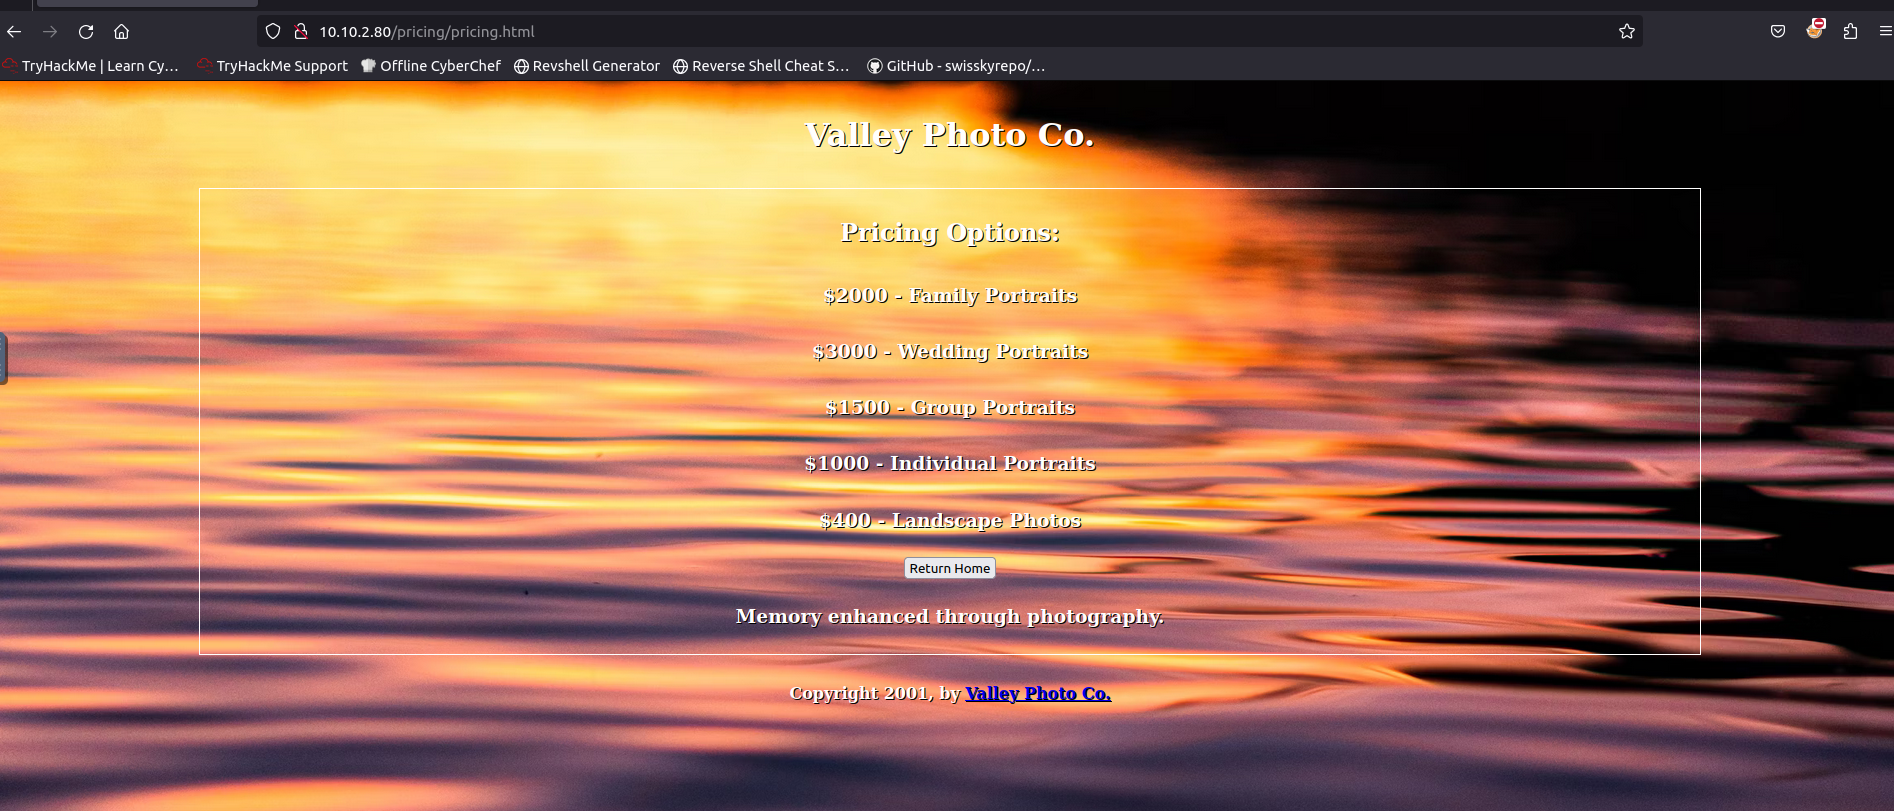 10.10.2.80/pricing/pricing.html
TryHackMe | Learn Cy… TryHackMe Support Offline CyberChef Revshell Generator Reverse Shell Cheat S… GitHub - swisskyrepo/…
Valley Photo Co.
Pricing Options:
$2000 - Family Portraits
$3000 - Wedding Portraits
$1500 - Group Portraits
$1000 - Individual Portraits
$400 - Landscape Photos
Return Home
Memory enhanced through photography.
Copyright 2001, by Valley Photo Co.